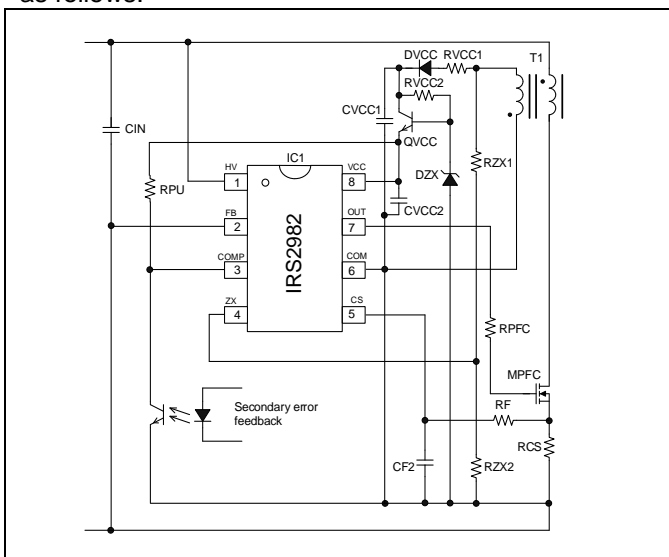 as follows:
DVCC RVCC1
T1
RVCC2
CVCC1
CIN
QVCC
IC1
RZX1
HV
VCC
1
8
DZX
RPU
CVCC2
FB
OUT
2
7
IRS2982
COMP
COM
3
6
ZX
CS
4
5
RPFC
MPFC
Secondary error
feedback
RF
RCS
CF2
RZX2